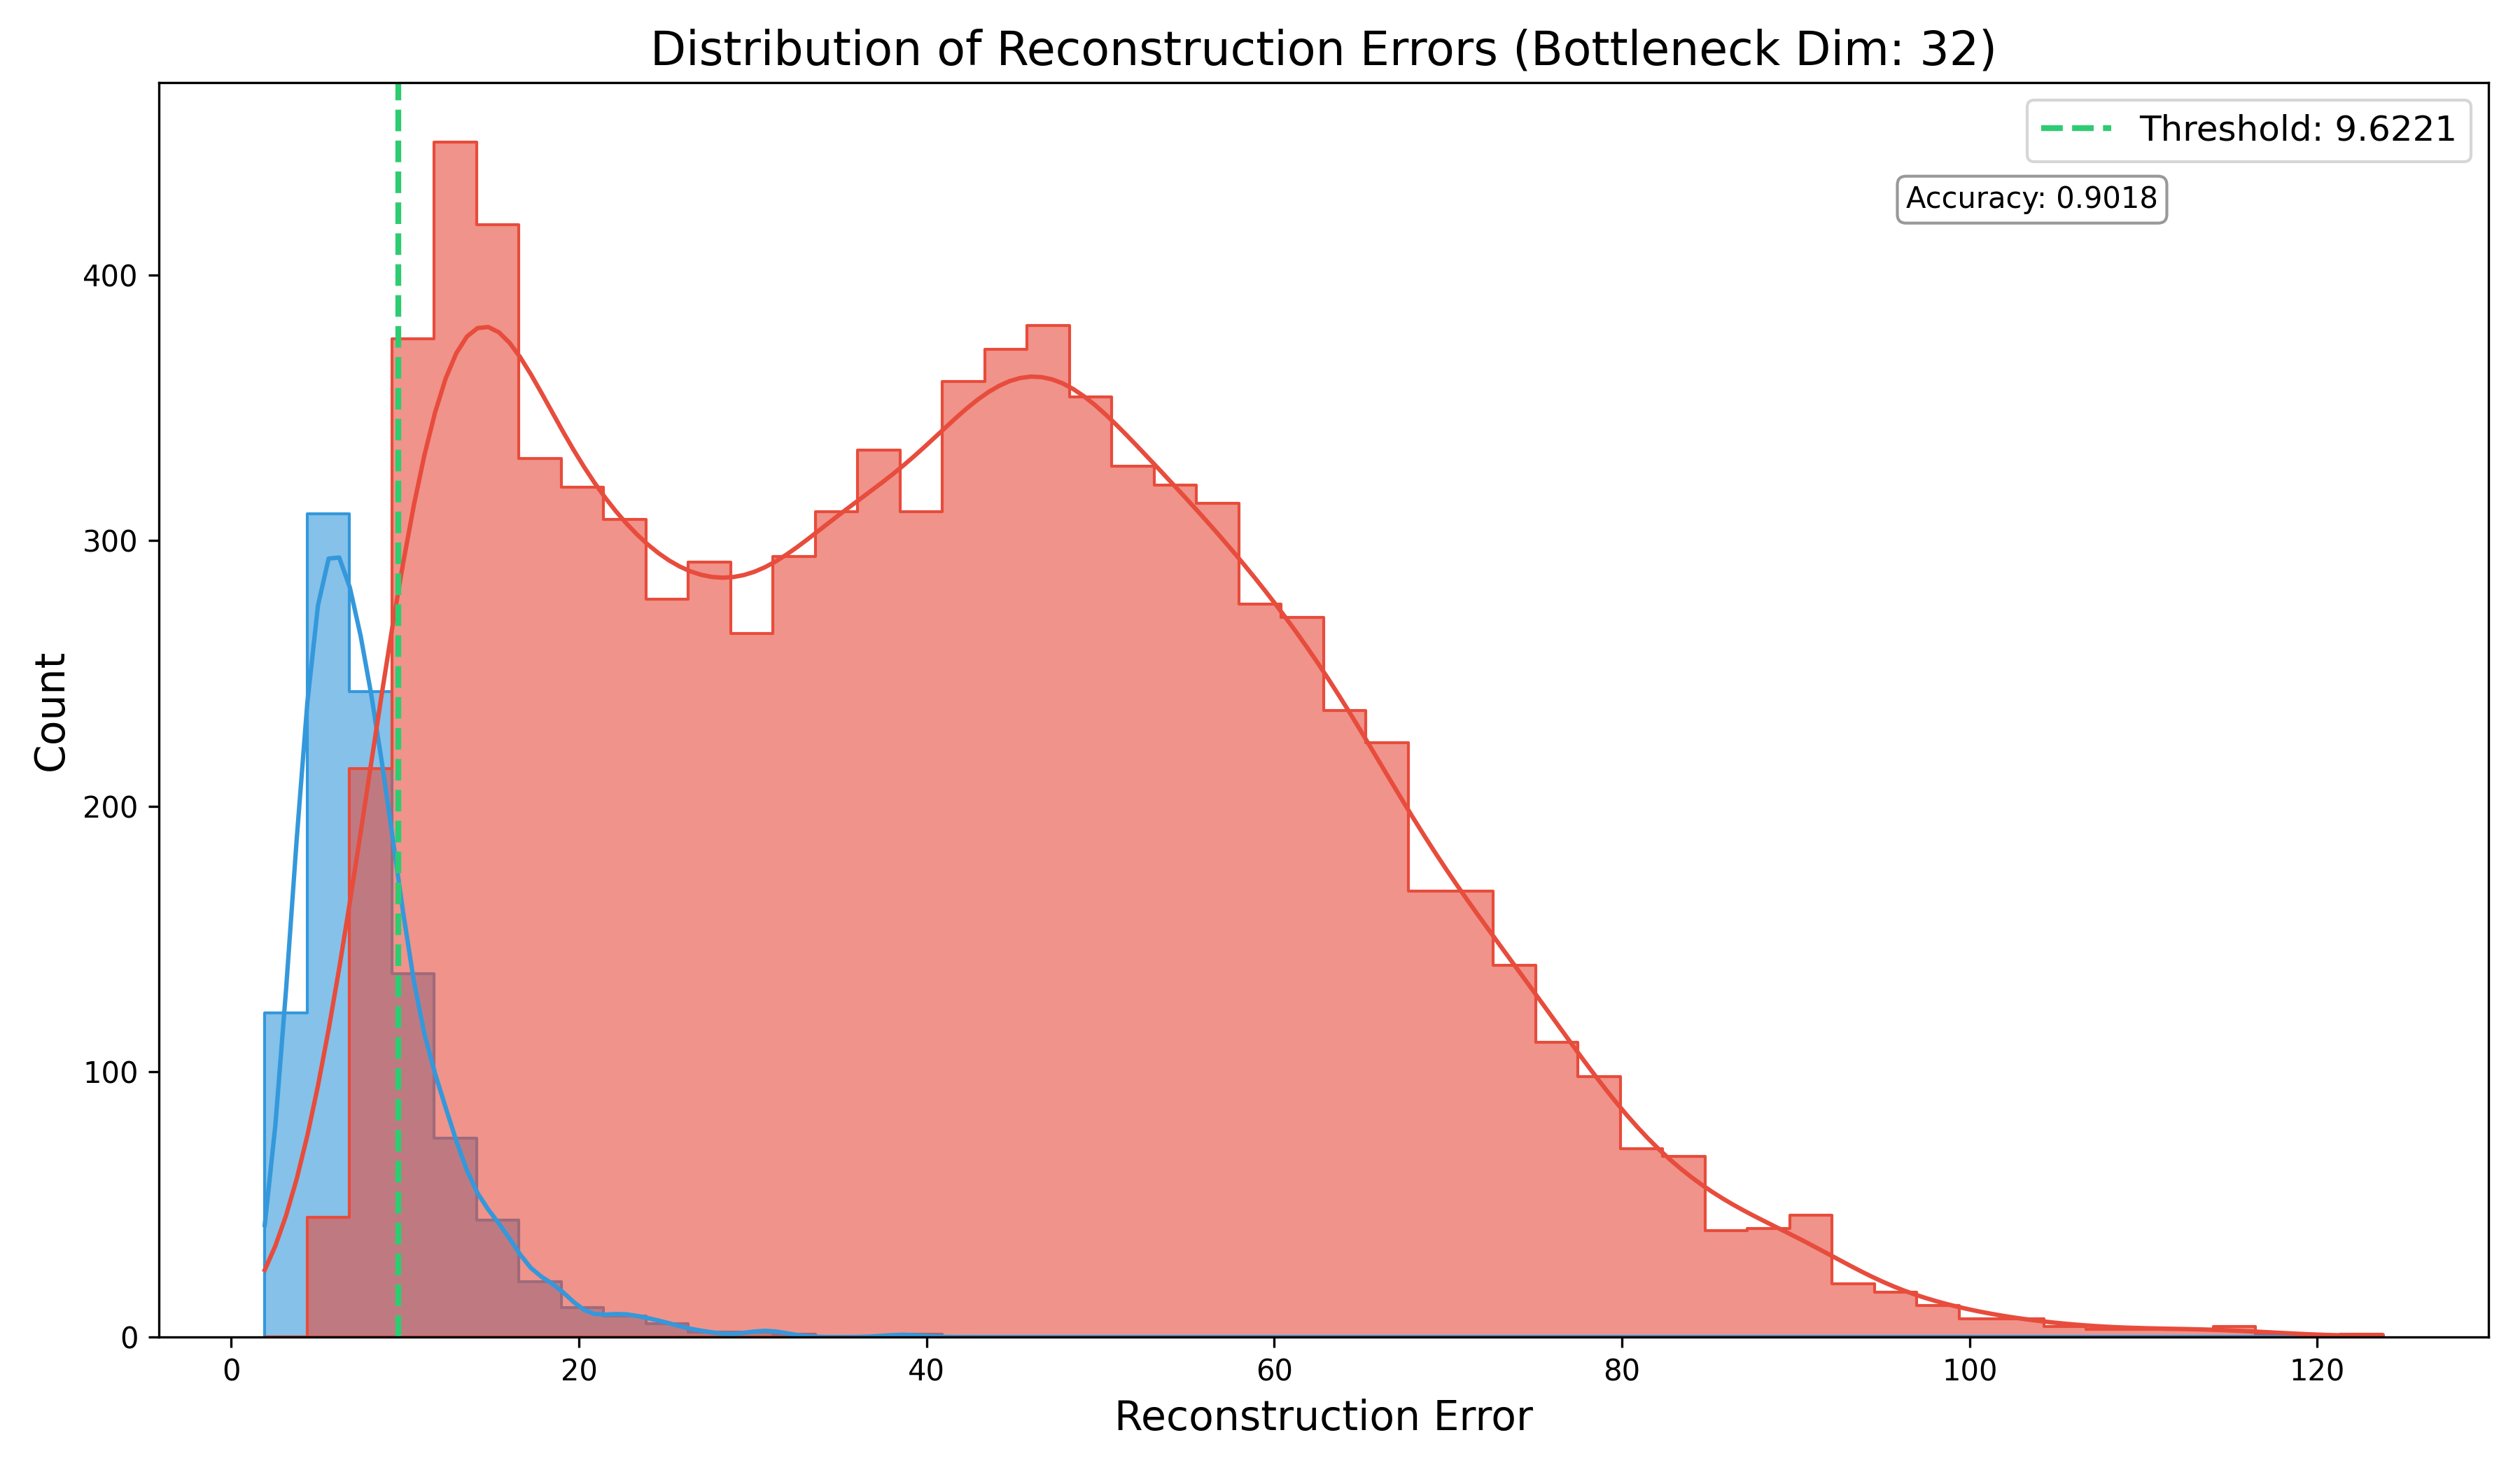 Distribution of Reconstruction Errors (Bottleneck Dim: 32)
Threshold: 9.6221
Accuracy: 0.9018
400
300
200
100
0
Count
0 20 40 60 80 100 120
Reconstruction Error